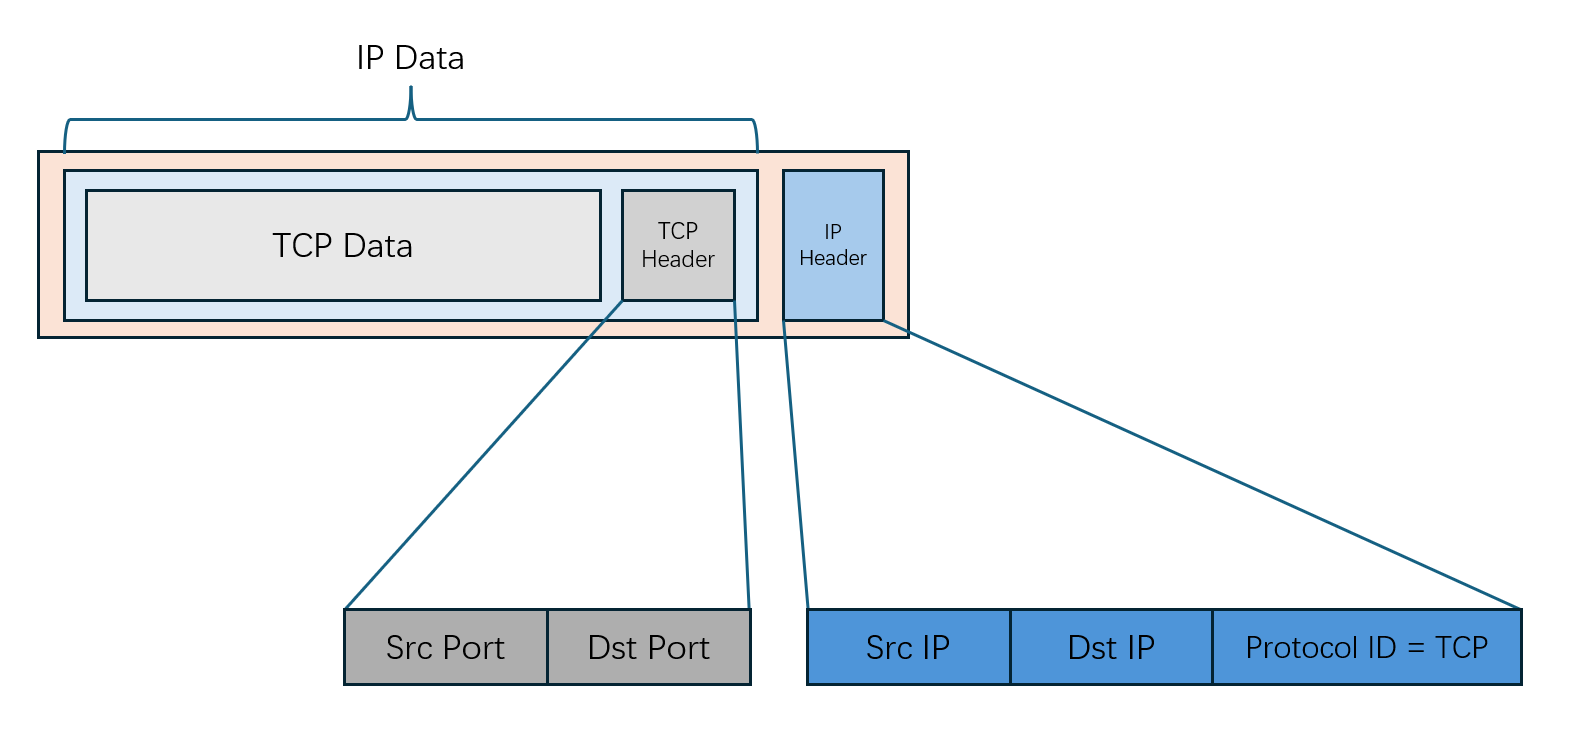 IP Data
TCP Data
TCP
Header
IP
Header
Src Port
Dst Port
Src IP
Dst IP
Protocol ID = TCP